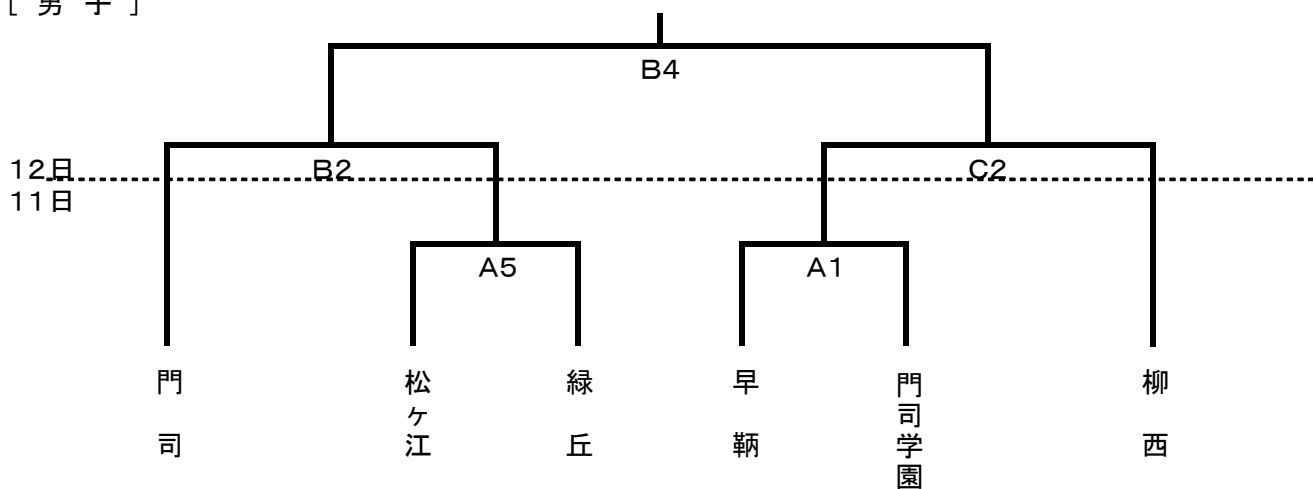 ［ 男 子 ］
B4
12日
B2
C2
11日
A5
A1
門司
松ヶ江
緑丘
早鞆
門司学園
柳西